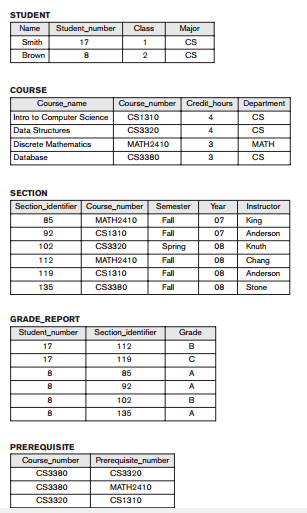 STUDENT
Name Student_number Class Major
Smith 17 1 CS
Brown 8 2 CS
COURSE
Course_name Course_number Credit_hours Department
Intro to Computer Science CS1310 4 CS
Data Structures CS3320 4 CS
Discrete Mathematics MATH2410 3 MATH
Database CS3380 3 CS
SECTION
Section_identifier Course_number Semester Year Instructor
85 MATH2410 Fall 07 King
92 CS1310 Fall 07 Anderson
102 CS3320 Spring 08 Knuth
112 MATH2410 Fall 08 Chang
119 CS1310 Fall 08 Anderson
135 CS3380 Fall 08 Stone
GRADE_REPORT
Student_number Section_identifier Grade
17 112 B
17 119 C
8 85 A
8 92 A
8 102 B
8 135 A
PREREQUISITE
Course_number Prerequisite_number
CS3380 CS3320
CS3380 MATH2410
CS3320 CS1310